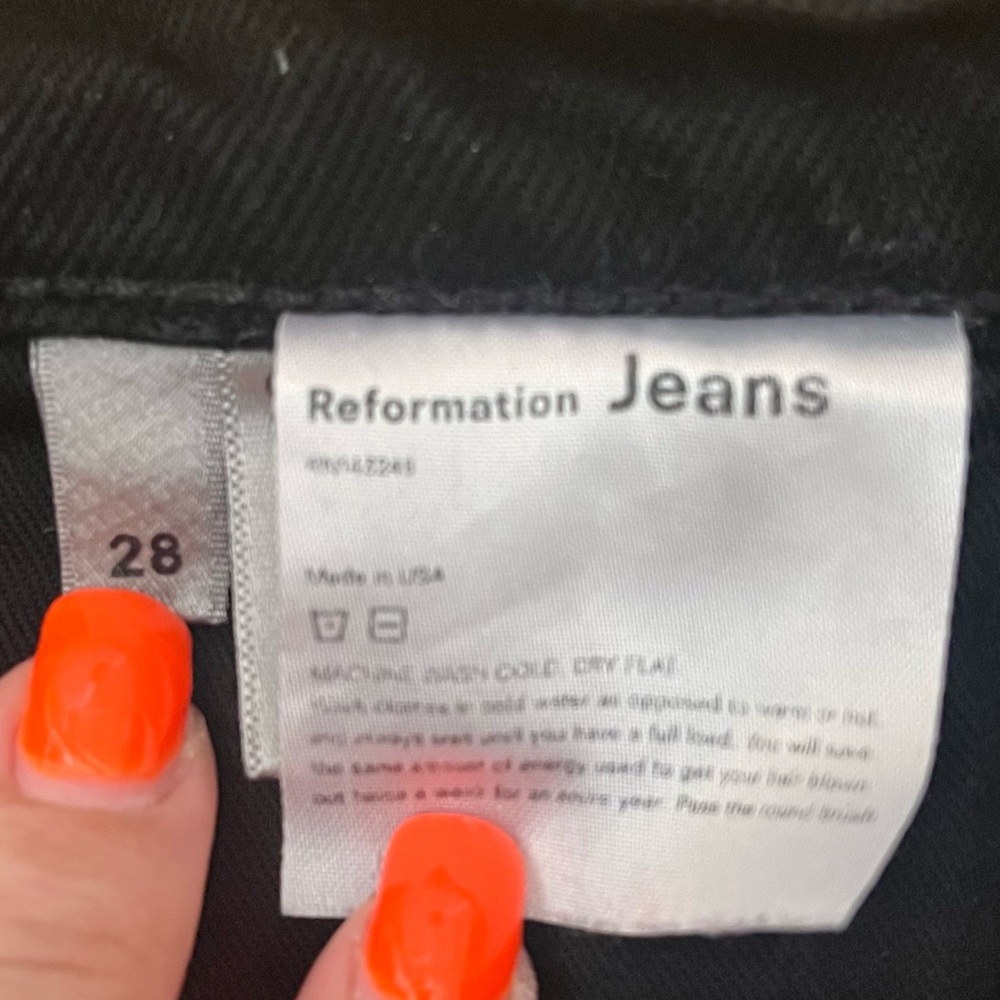 28
Reformation Jeans
Made in USA
MACHINE WASH COLD. DRY FLAT.
Wash clothes in cold water as opposed to warm or hot
and always wait until you have a full load. You will save
the same amount of energy used to get your hair blown
out twice a week for an entire year. Pass the round brush.